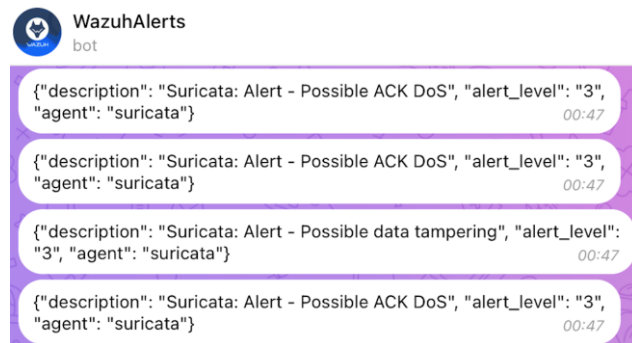 WazuhAlerts
WAZUH
bot
{"description": "Suricata: Alert - Possible ACK DoS", "alert_level": "3",
"agent": "suricata"}
00:47
{"description": "Suricata: Alert - Possible ACK DoS", "alert_level": "3",
"agent": "suricata"}
00:47
{"description": "Suricata: Alert - Possible data tampering", "alert_level":
"3", "agent": "suricata"}
00:47
{"description": "Suricata: Alert - Possible ACK DoS", "alert_level": "3",
"agent": "suricata"}
00:47